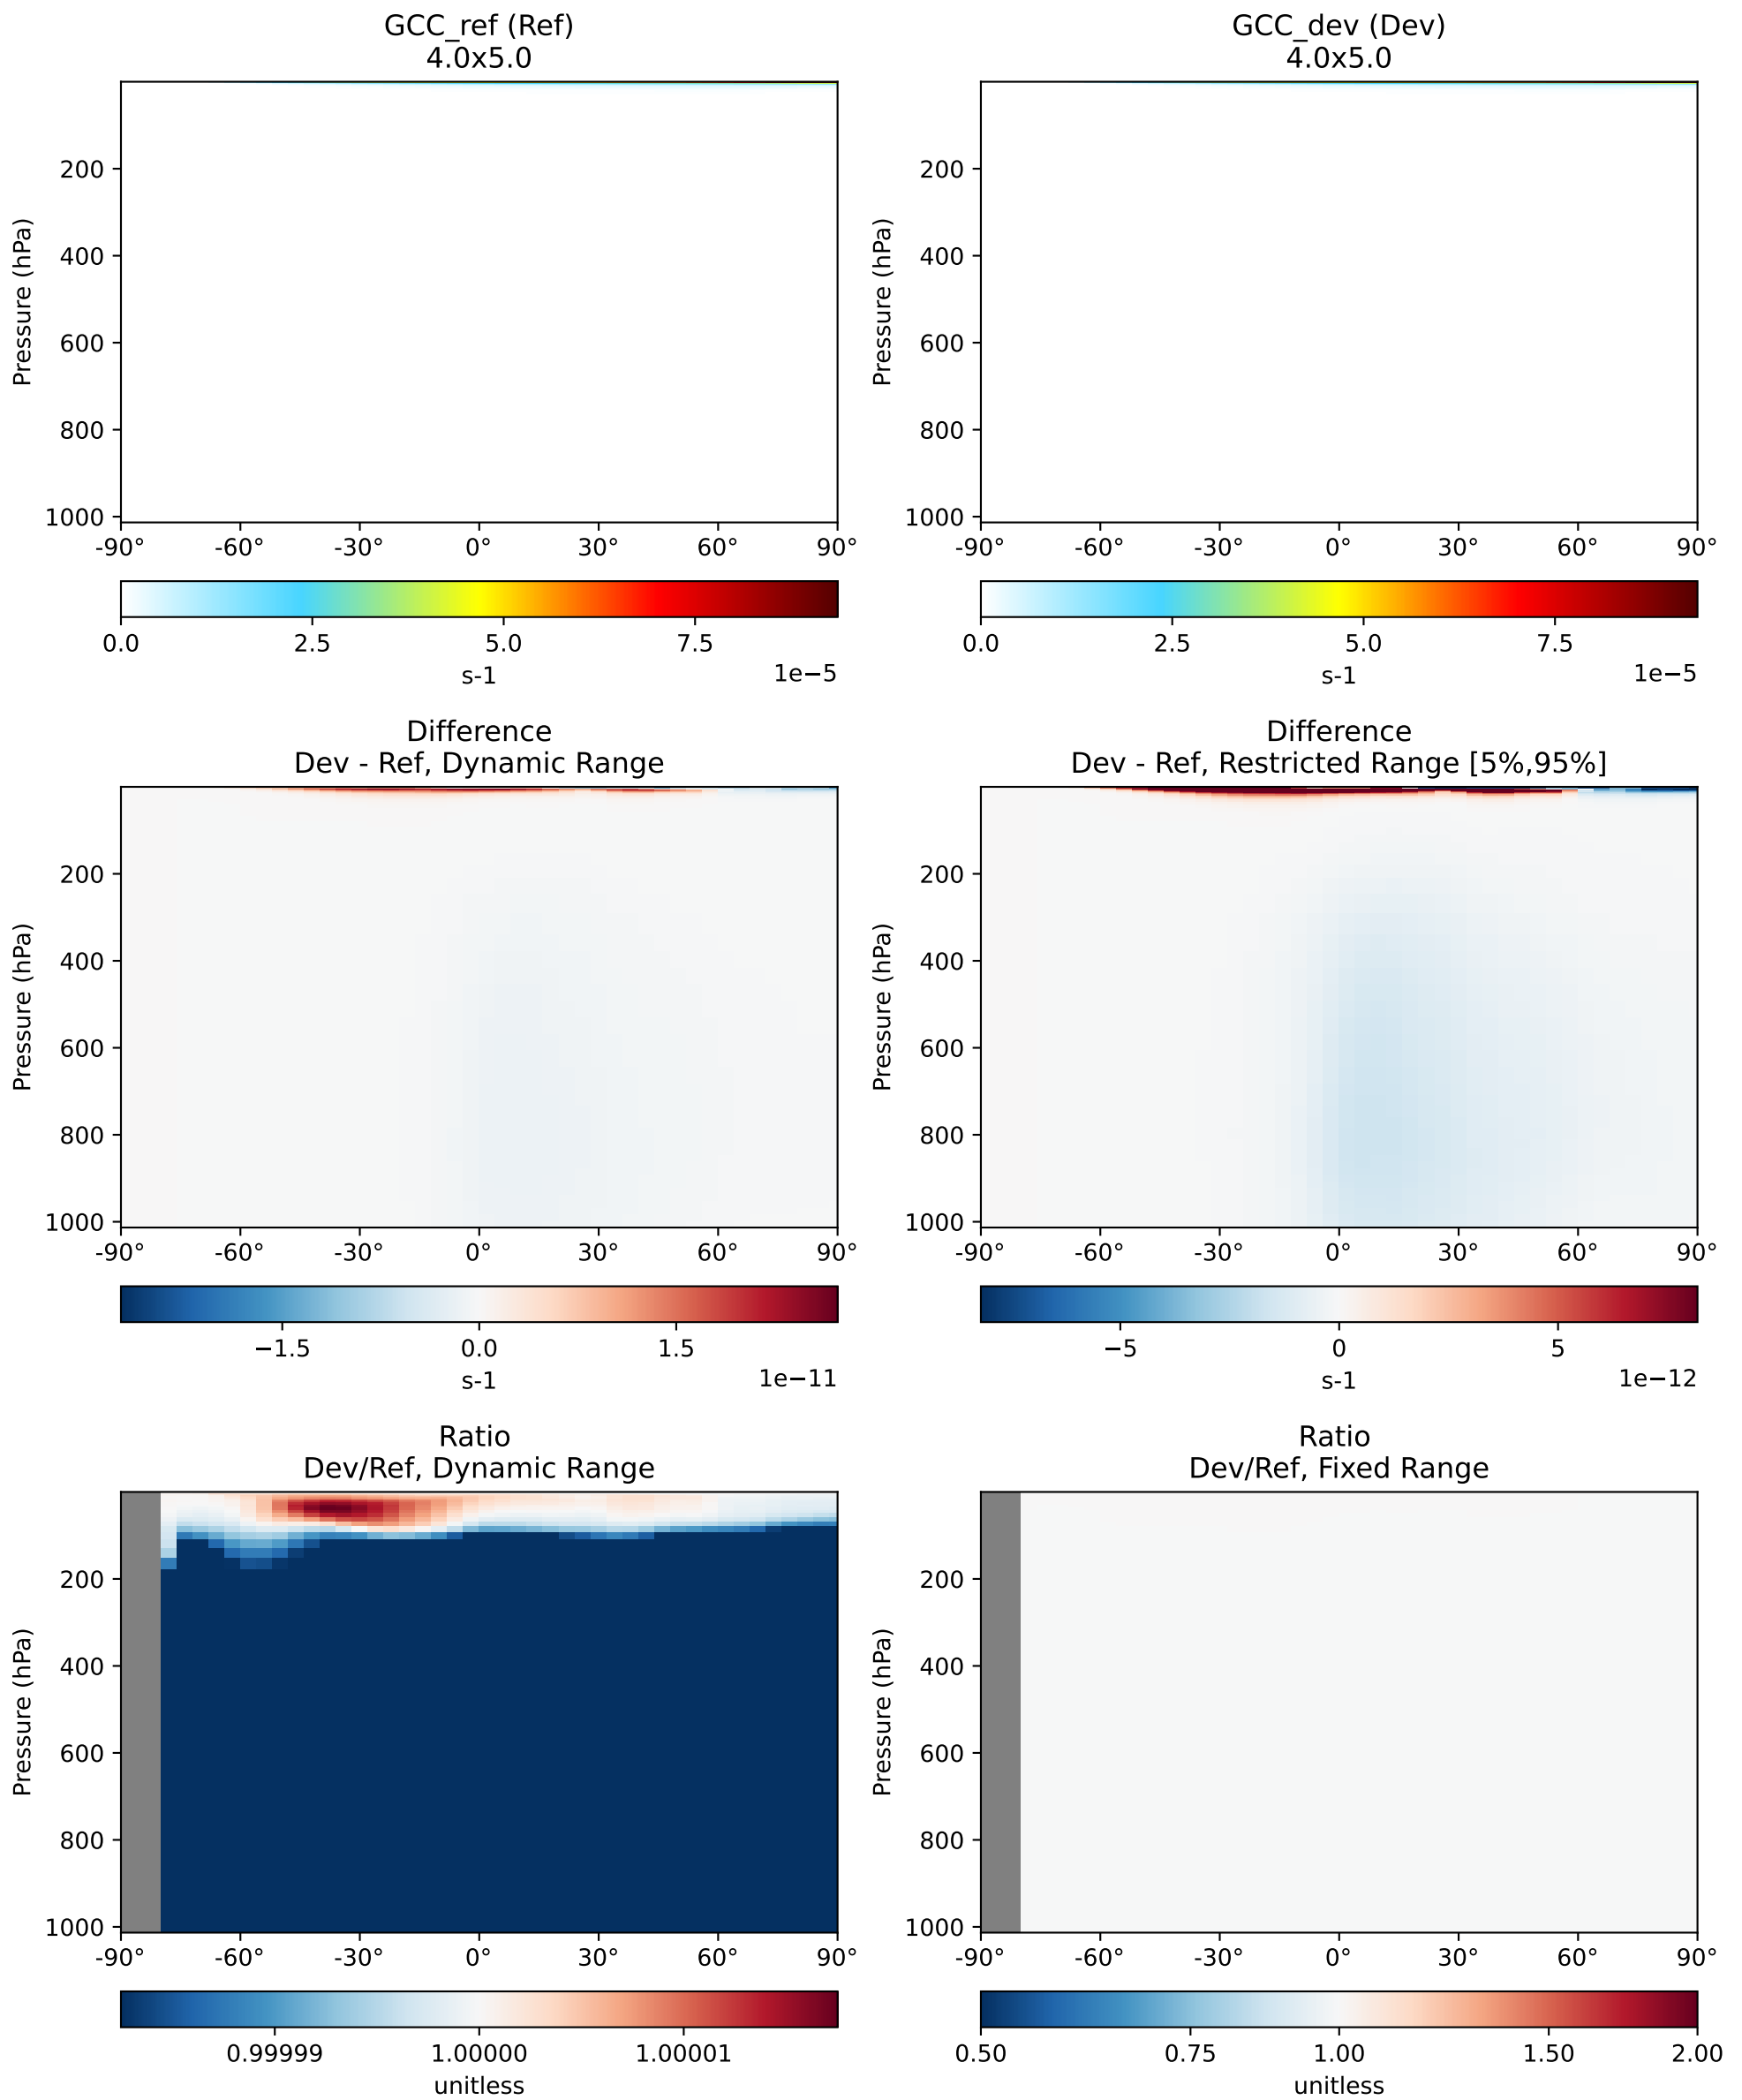 GCC_ref (Ref)
4.0x5.0
Pressure (hPa)
200
400
600
800
1000
-90° -60° -30° 0° 30° 60° 90°
0.0 2.5 5.0 7.5
s-1
1e−5
GCC_dev (Dev)
4.0x5.0
Pressure (hPa)
200
400
600
800
1000
-90° -60° -30° 0° 30° 60° 90°
0.0 2.5 5.0 7.5
s-1
1e−5
Difference
Dev - Ref, Dynamic Range
Pressure (hPa)
200
400
600
800
1000
-90° -60° -30° 0° 30° 60° 90°
−1.5 0.0 1.5
s-1
1e−11
Difference
Dev - Ref, Restricted Range [5%,95%]
Pressure (hPa)
200
400
600
800
1000
-90° -60° -30° 0° 30° 60° 90°
−5 0 5
s-1
1e−12
Ratio
Dev/Ref, Dynamic Range
Pressure (hPa)
200
400
600
800
1000
-90° -60° -30° 0° 30° 60° 90°
0.99999 1.00000 1.00001
unitless
Ratio
Dev/Ref, Fixed Range
Pressure (hPa)
200
400
600
800
1000
-90° -60° -30° 0° 30° 60° 90°
0.50 0.75 1.00 1.50 2.00
unitless